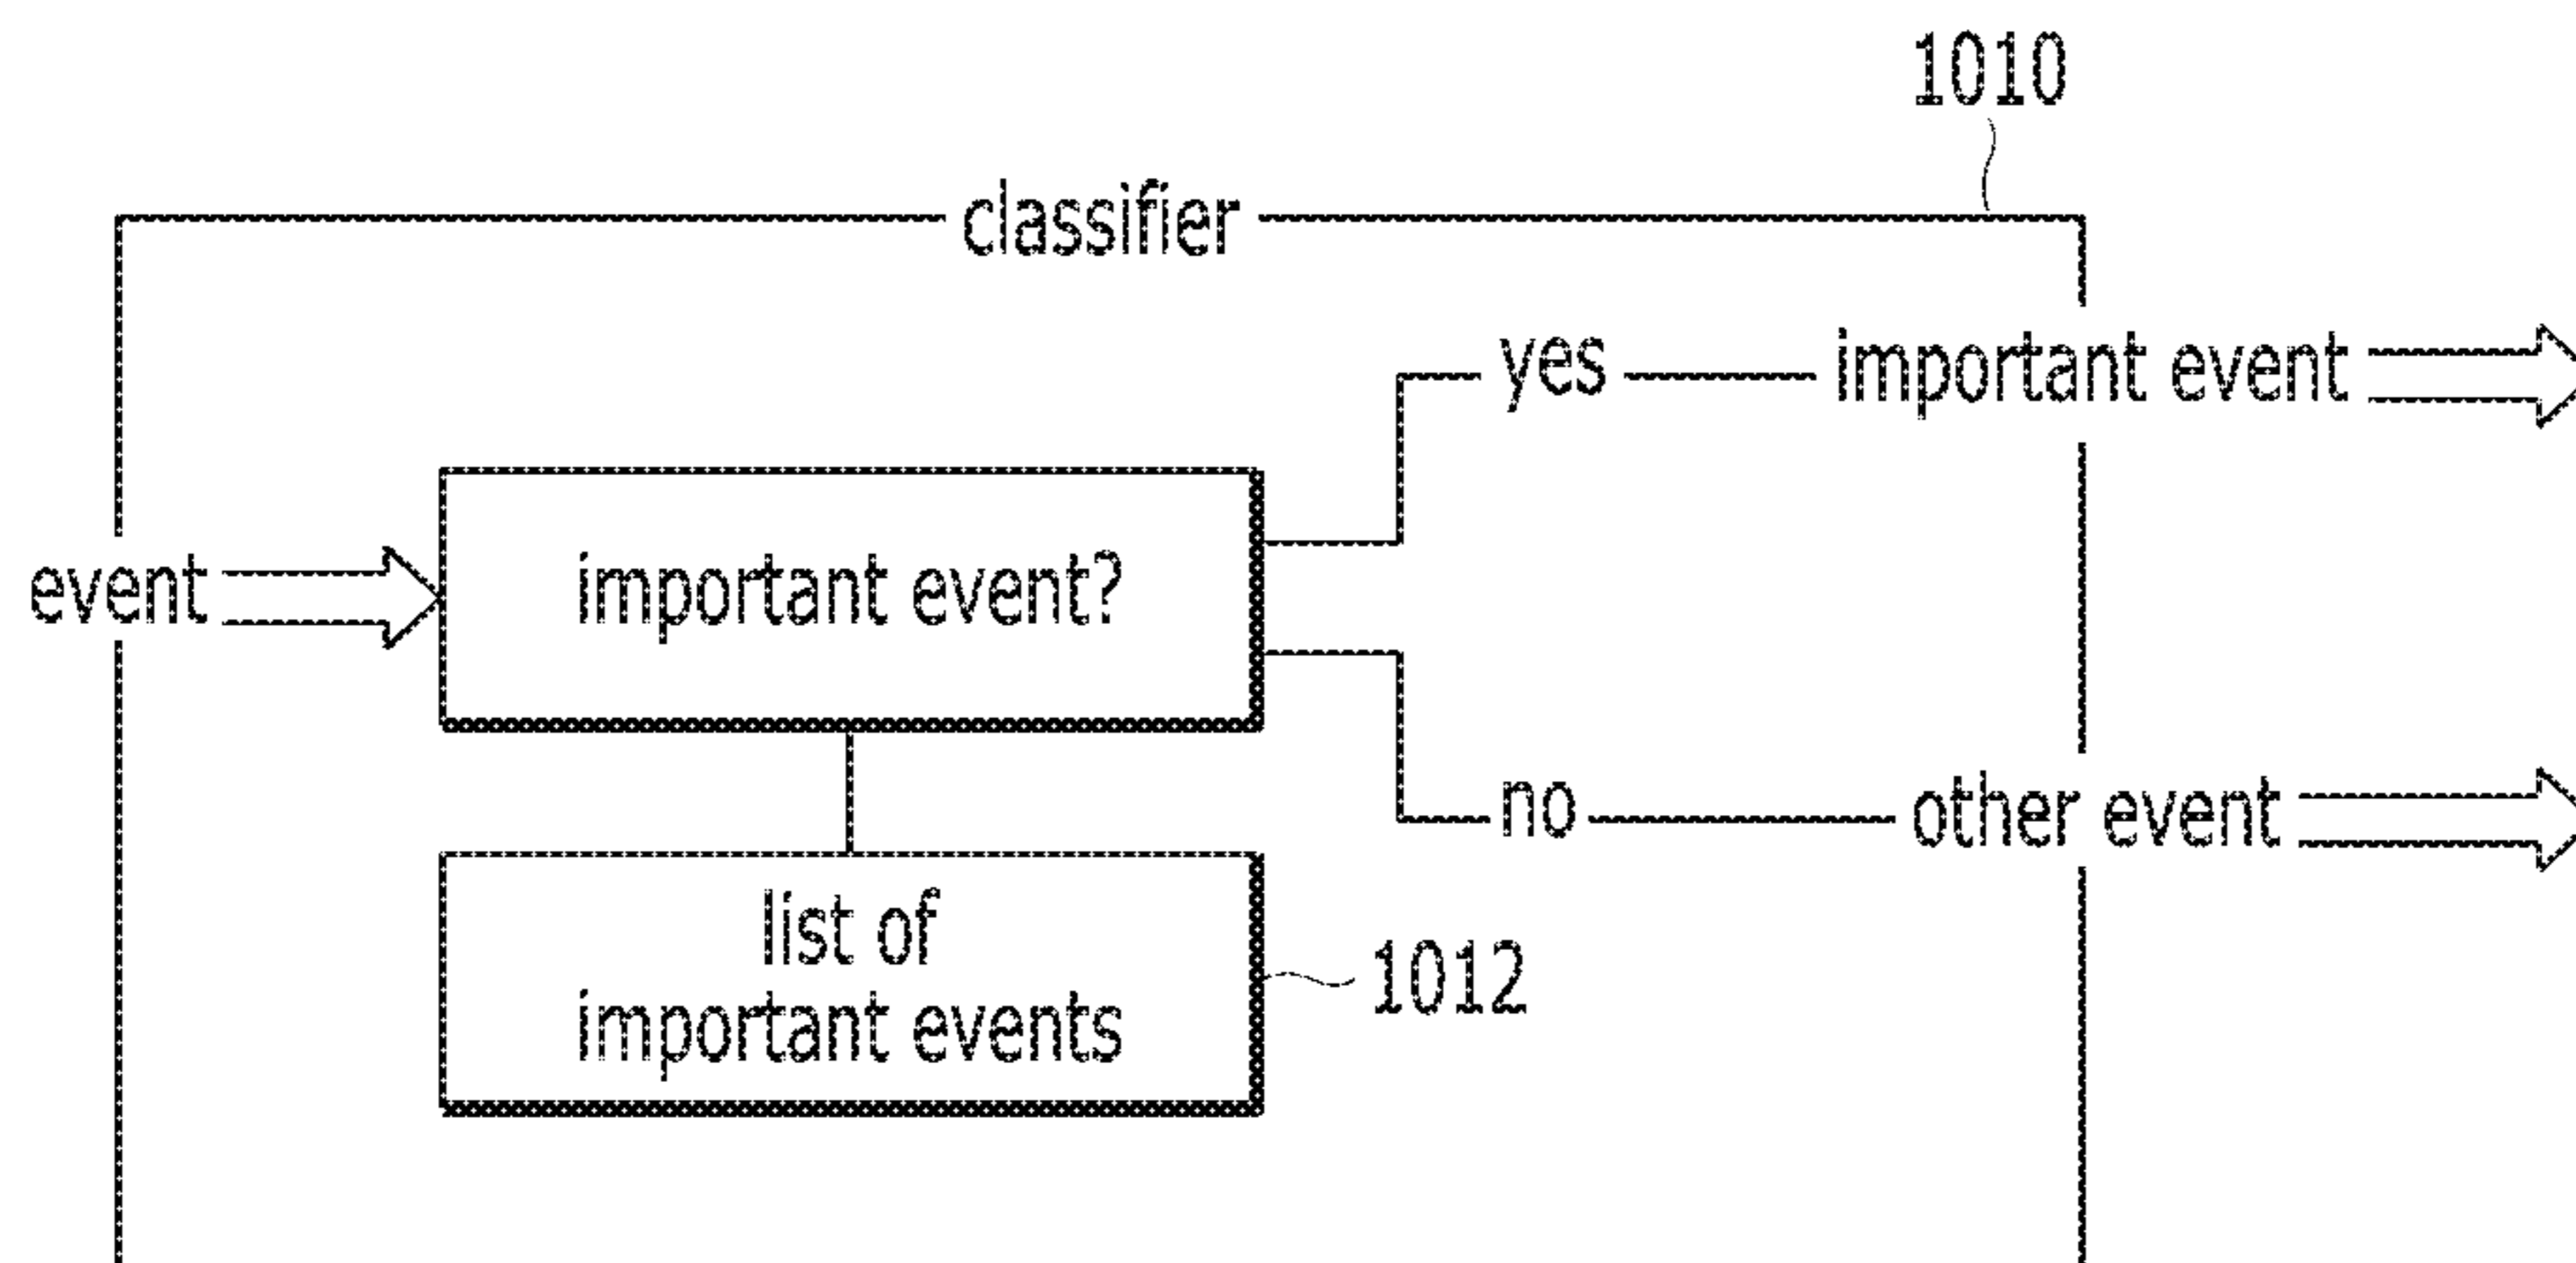 1010
classifier
yes
important event
event
important event?
no
other event
list of
important events
1012